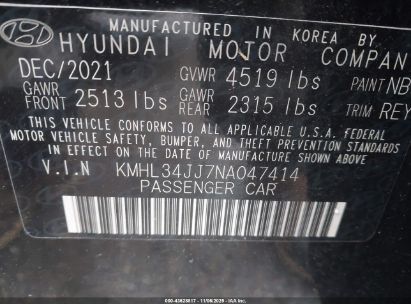 MANUFACTURED IN KOREA BY
HYUNDAI MOTOR COMPAN
DEC/2021 GVWR 4519 lbs PAINT NB
GAWR FRONT 2513 lbs GAWR REAR 2315 lbs TRIM REY
THIS VEHICLE CONFORMS TO ALL APPLICABLE U.S.A. FEDERAL
MOTOR VEHICLE SAFETY, BUMPER, AND THEFT PREVENTION STANDARDS
IN EFFECT ON THE DATE OF MANUFACTURE SHOWN ABOVE.
V.I.N KMHL34JJ7NA047414
PASSENGER CAR